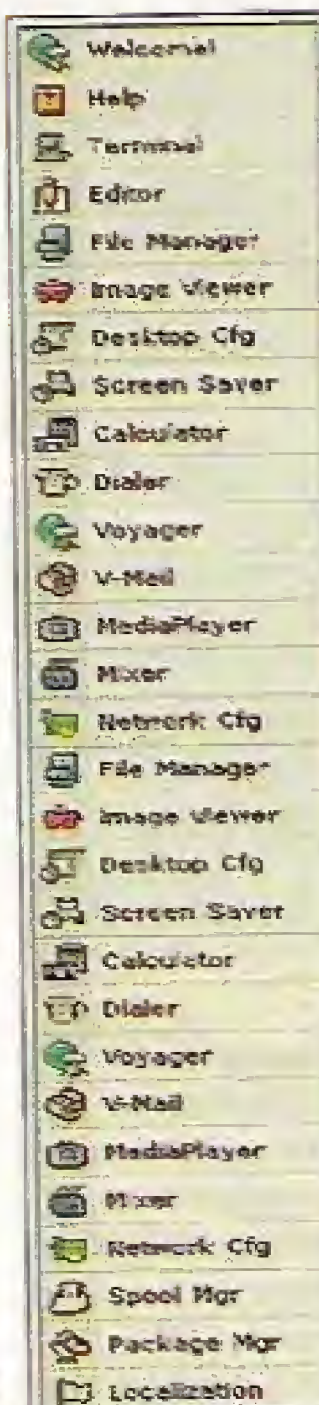 Welcome!
Help
Terminal
Editor
File Manager
Image Viewer
Desktop Cfg
Screen Saver
Calculator
Dialer
Voyager
V-Mail
MediaPlayer
Mixer
Network Cfg
File Manager
Image Viewer
Desktop Cfg
Screen Saver
Calculator
Dialer
Voyager
V-Mail
MediaPlayer
Mixer
Network Cfg
Spool Mgr
Package Mgr
Localization